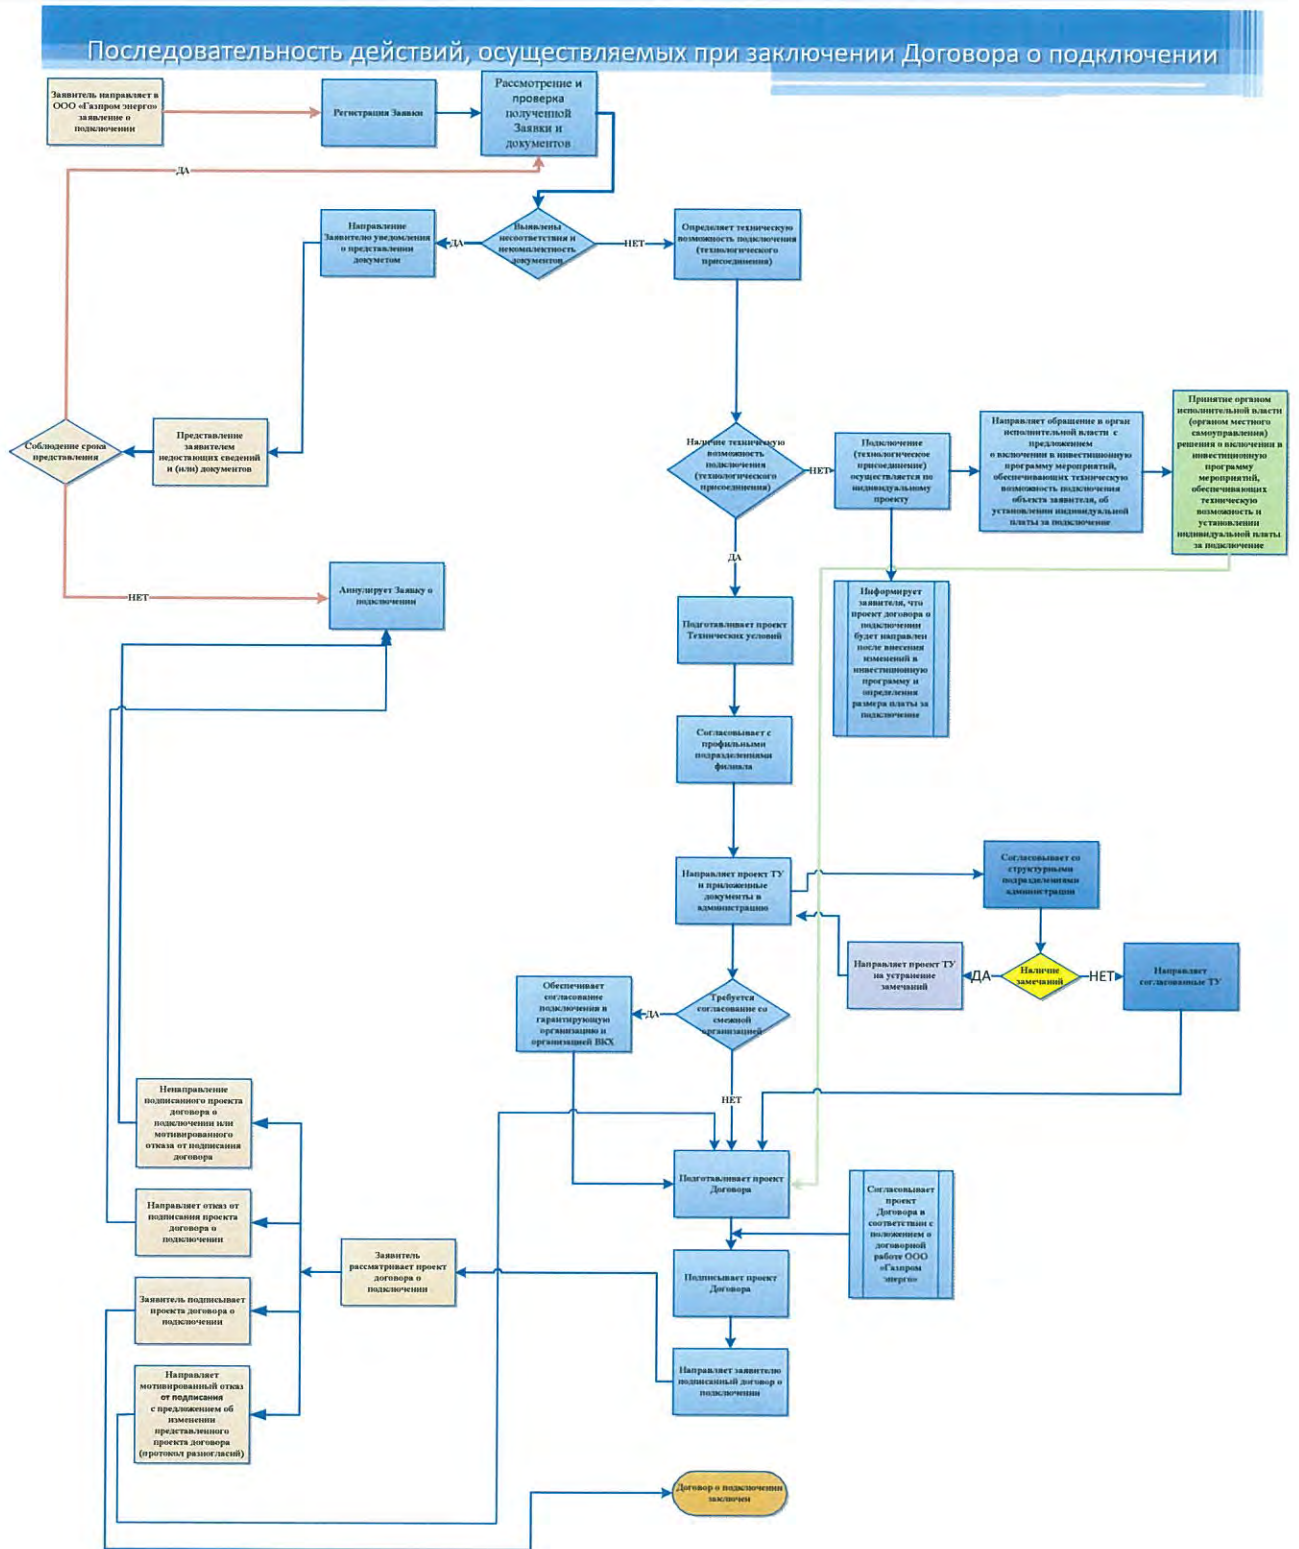 Последовательность действий, осуществляемых при заключении Договора о подключении
Заявитель направляет в
ООО «Газпром энерго»
заявление о
подключении
Регистрация Заявки
Рассмотрение и
проверка
полученной
Заявки и
документов
ДА
Направление
Заявителю уведомления
о представлении
документом
ДА
Выявлены
несоответствия и
некомплектность
документов
НЕТ
Определяет техническую
возможность подключения
(технологического
присоединения)
Соблюдение срока
представления
Представление
заявителем
недостающих сведений
и (или) документов
Наличие техническую
возможность
подключения
(технологического
присоединения)
НЕТ
Подключение
(технологическое
присоединение)
осуществляется по
индивидуальному
проекту
Направляет обращение в орган
исполнительной власти с
предложением
о включении в инвестиционную
программу мероприятий,
обеспечивающих техническую
возможность подключения
объекта заявителя, об
установлении индивидуальной
платы за подключение
Принятие органом
исполнительной власти
(органом местного
самоуправления)
решения о включении в
инвестиционную
программу
мероприятий,
обеспечивающих
техническую
возможность и
установлении
индивидуальной платы
за подключение
ДА
НЕТ
Аннулирует Заявку о
подключении
Подготавливает проект
Технических условий
Информирует
заявителя, что
проект договора о
подключении
будет направлен
после внесения
изменений в
инвестиционную
программу и
определения
размера платы за
подключение
Согласовывает с
профильными
подразделениями
филиала
Направляет проект ТУ
и приложенные
документы в
администрацию
Согласовывает со
структурными
подразделениями
администрации
Направляет проект ТУ
на устранение
замечаний
ДА
Наличие
замечаний
НЕТ
Направляет
согласованные ТУ
Обеспечивает
согласование
подключения в
гарантирующую
организацию и
организацией ВКХ
ДА
Требуется
согласование со
смежной
организацией
НЕТ
Ненаправление
подписанного проекта
договора о
подключении или
мотивированного
отказа от подписания
договора
Подготавливает проект
Договора
Согласовывает
проект
Договора в
соответствии с
положением о
договорной
работе ООО
«Газпром
энерго»
Направляет отказ от
подписания проекта
договора о
подключении
Заявитель
рассматривает проект
договора о
подключении
Подписывает проект
Договора
Заявитель подписывает
проекта договора о
подключении
Направляет заявителю
подписанный договор о
подключении
Направляет
мотивированный отказ
от подписания
с предложением об
изменении
представленного
проекта договора
(протокол разногласий)
Договор о подключении
заключен